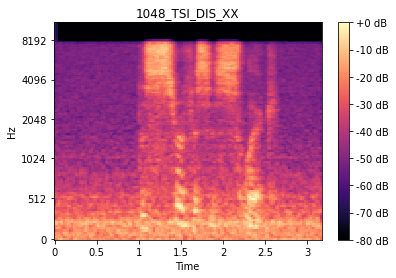 1048_TSI_DIS_XX
8192
4096
2048
1024
512
0
Hz
0
0.5
1
1.5
2
2.5
3
Time
+0 dB
-10 dB
-20 dB
-30 dB
-40 dB
-50 dB
-60 dB
-70 dB
-80 dB